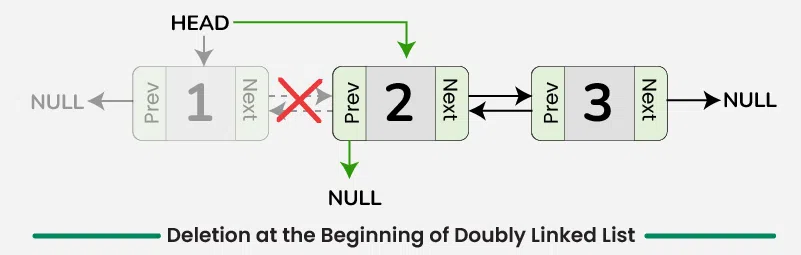 HEAD
NULL Prev 1 Next Prev 2 Next Prev 3 Next NULL
NULL
Deletion at the Beginning of Doubly Linked List